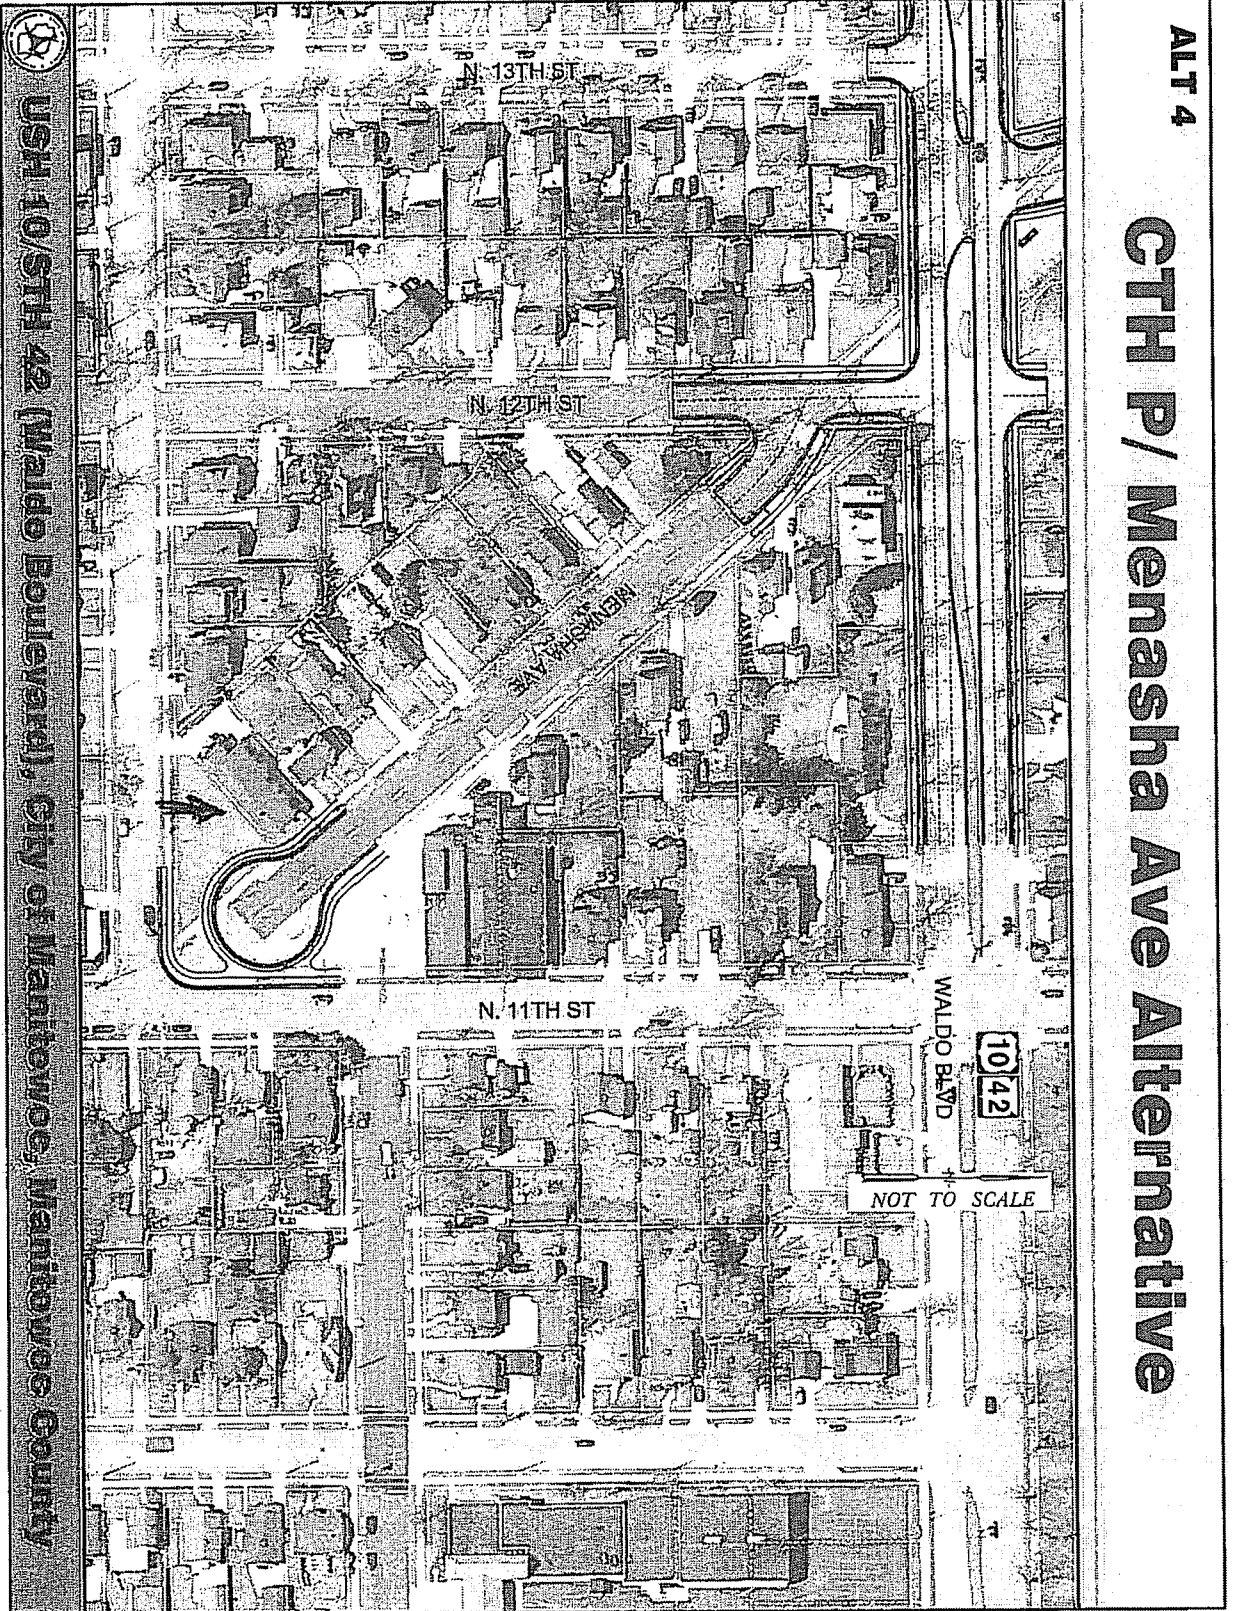 ALT 4
CTH P/ Menasha Ave Alternative
10 42
WALDO BLVD
NOT TO SCALE
N. 13TH ST
N. 12TH ST
MENASHA AVE
N. 11TH ST
USH 10/STH 42 (Waldo Boulevard), City of Manitowoc, Manitowoc County